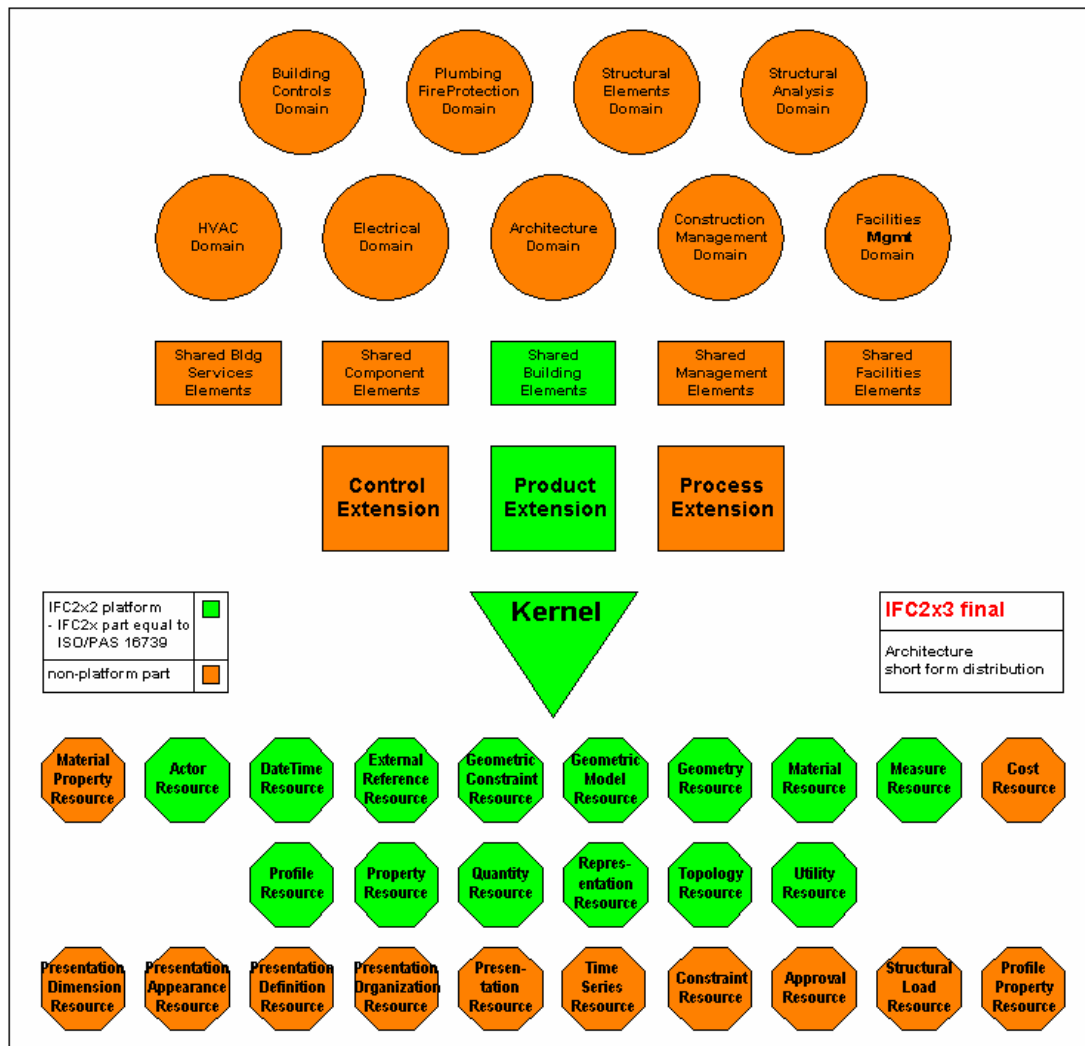 Building
Controls
Domain
Plumbing
FireProtection
Domain
Structural
Elements
Domain
Structural
Analysis
Domain
HVAC
Domain
Electrical
Domain
Architecture
Domain
Construction
Management
Domain
Facilities
Mgmt
Domain
Shared Bldg
Services
Elements
Shared
Component
Elements
Shared
Building
Elements
Shared
Management
Elements
Shared
Facilities
Elements
Control
Extension
Product
Extension
Process
Extension
IFC2x2 platform
- IFC2x part equal to
ISO/PAS 16739
non-platform part
Kernel
IFC2x3 final
Architecture
short form distribution
Material
Property
Resource
Actor
Resource
DateTime
Resource
External
Reference
Resource
Geometric
Constraint
Resource
Geometric
Model
Resource
Geometry
Resource
Material
Resource
Measure
Resource
Cost
Resource
Profile
Resource
Property
Resource
Quantity
Resource
Repres-
entation
Resource
Topology
Resource
Utility
Resource
Presentation
Dimension
Resource
Presentation
Appearance
Resource
Presentation
Definition
Resource
Presentation
Organization
Resource
Presen-
tation
Resource
Time
Series
Resource
Constraint
Resource
Approval
Resource
Structural
Load
Resource
Profile
Property
Resource